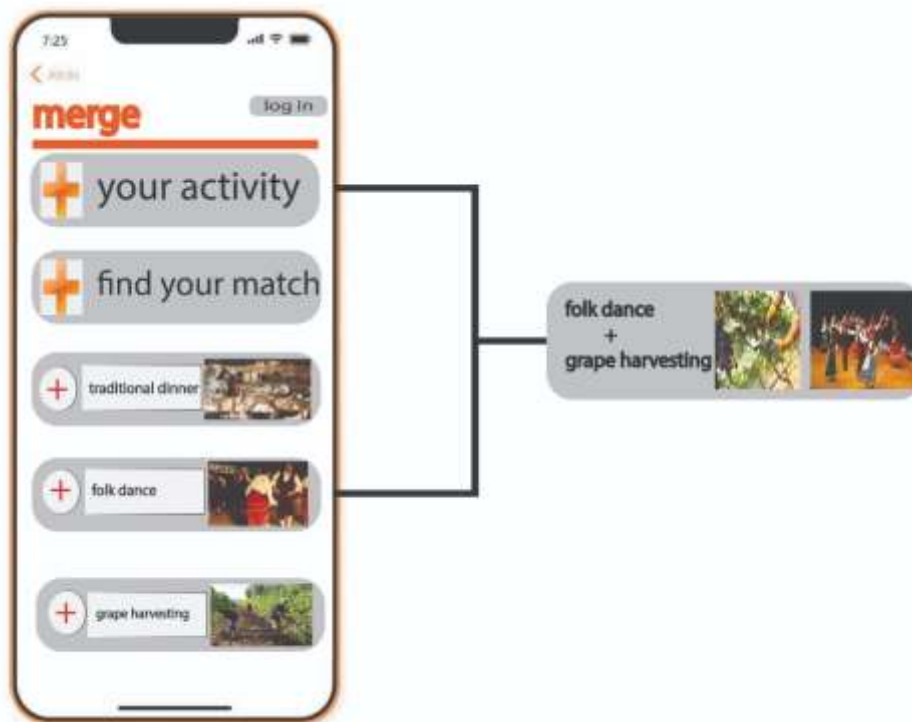 7:25
log in
merge
your activity
find your match
traditional dinner
folk dance
grape harvesting
folk dance
+
grape harvesting